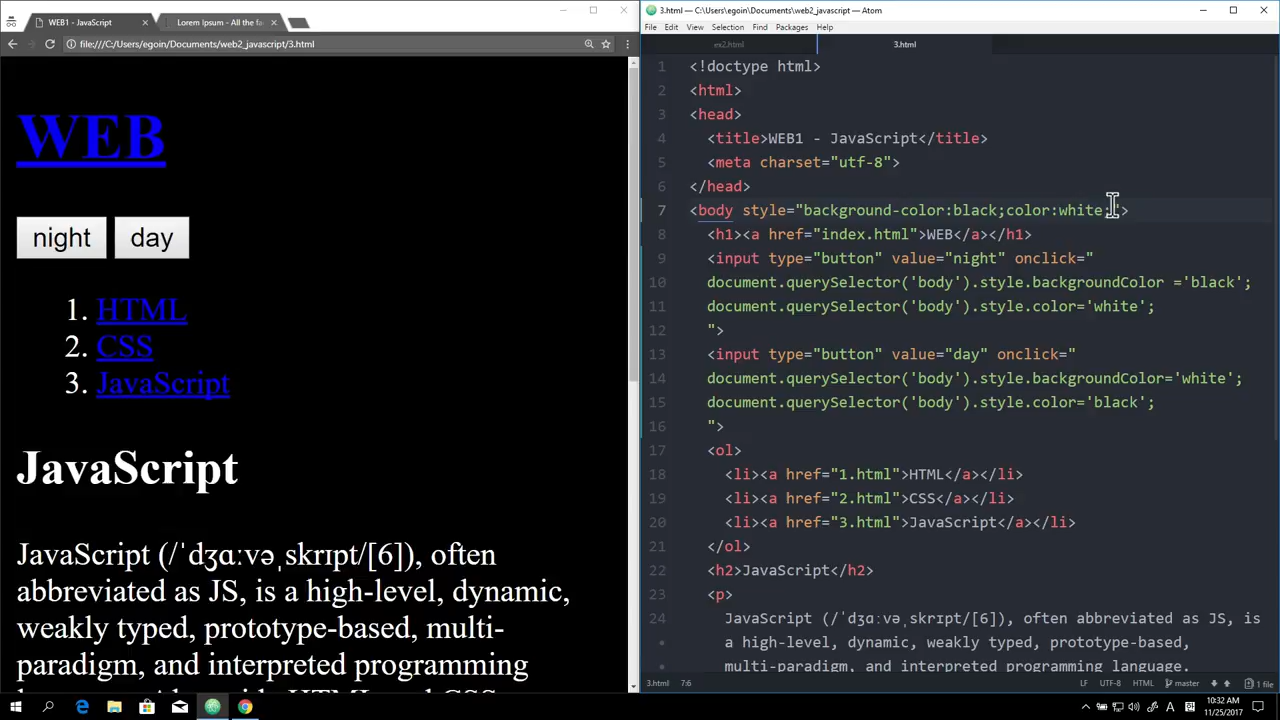 WEB1 - JavaScript
Lorem Ipsum - All the fa
file:///C:/Users/egoin/Documents/web2_javascript/3.html
WEB
night day
1. HTML
2. CSS
3. JavaScript
JavaScript
JavaScript (/ˈdʒɑːvəˌskrɪpt/[6]), often
abbreviated as JS, is a high-level, dynamic,
weakly typed, prototype-based, multi-
paradigm, and interpreted programming
3.html — C:\Users\egoin\Documents\web2_javascript — Atom
File Edit View Selection Find Packages Help
ex2.html 3.html
1 <!doctype html>
2 <html>
3 <head>
4 <title>WEB1 - JavaScript</title>
5 <meta charset="utf-8">
6 </head>
7 <body style="background-color:black;color:white;">
8 <h1><a href="index.html">WEB</a></h1>
9 <input type="button" value="night" onclick="
10 document.querySelector('body').style.backgroundColor ='black';
11 document.querySelector('body').style.color='white';
12 ">
13 <input type="button" value="day" onclick="
14 document.querySelector('body').style.backgroundColor='white';
15 document.querySelector('body').style.color='black';
16 ">
17 <ol>
18 <li><a href="1.html">HTML</a></li>
19 <li><a href="2.html">CSS</a></li>
20 <li><a href="3.html">JavaScript</a></li>
21 </ol>
22 <h2>JavaScript</h2>
23 <p>
24 JavaScript (/ˈdʒɑːvəˌskrɪpt/[6]), often abbreviated as JS, is
• a high-level, dynamic, weakly typed, prototype-based,
• multi-paradigm, and interpreted programming language.
3.html 7:6 LF UTF-8 HTML master 1 file
A 10:32 AM
11/25/2017